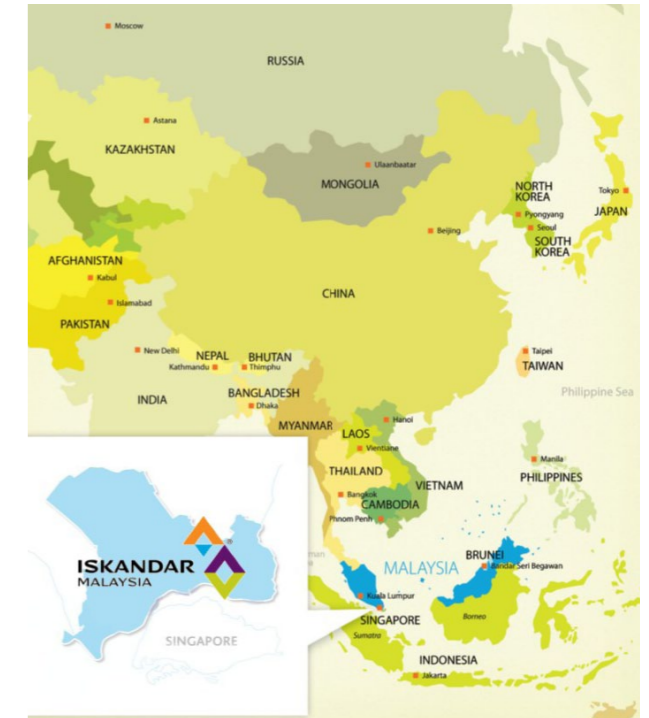 Moscow
RUSSIA
Astana
KAZAKHSTAN
Ulaanbaatar
MONGOLIA
NORTH
KOREA
Tokyo
Pyongyang
JAPAN
Beijing
Seoul
SOUTH
KOREA
AFGHANISTAN
Kabul
CHINA
Islamabad
PAKISTAN
New Delhi
NEPAL
BHUTAN
Taipei
Kathmandu
Thimphu
TAIWAN
INDIA
BANGLADESH
Philippine Sea
Dhaka
MYANMAR
Hanoi
LAOS
Vientiane
Manila
THAILAND
PHILIPPINES
VIETNAM
Bangkok
CAMBODIA
Phnom Penh
BRUNEI
MALAYSIA
Bandar Seri Begawan
Kuala Lumpur
SINGAPORE
Borneo
Sumatra
INDONESIA
Jakarta
ISKANDAR
MALAYSIA
®
SINGAPORE